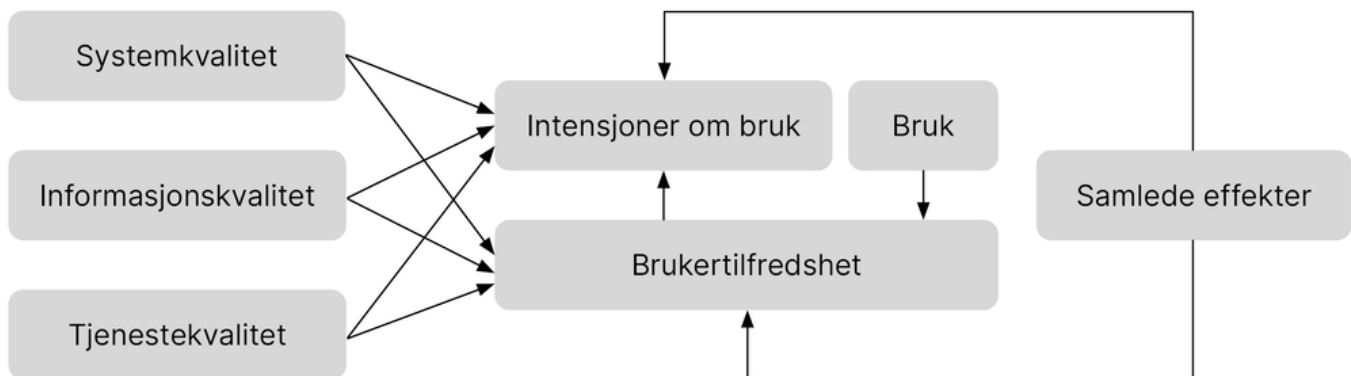 Systemkvalitet
Informasjonskvalitet
Tjenestekvalitet
Intensjoner om bruk
Bruk
Brukertilfredshet
Samlede effekter